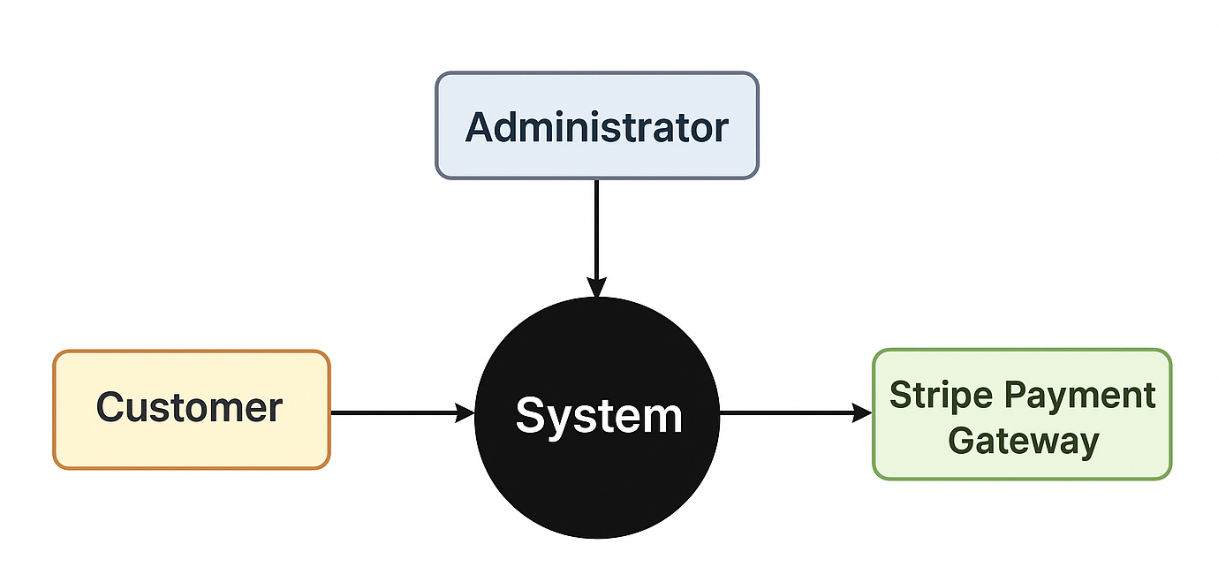 Administrator
Customer
System
Stripe Payment
Gateway